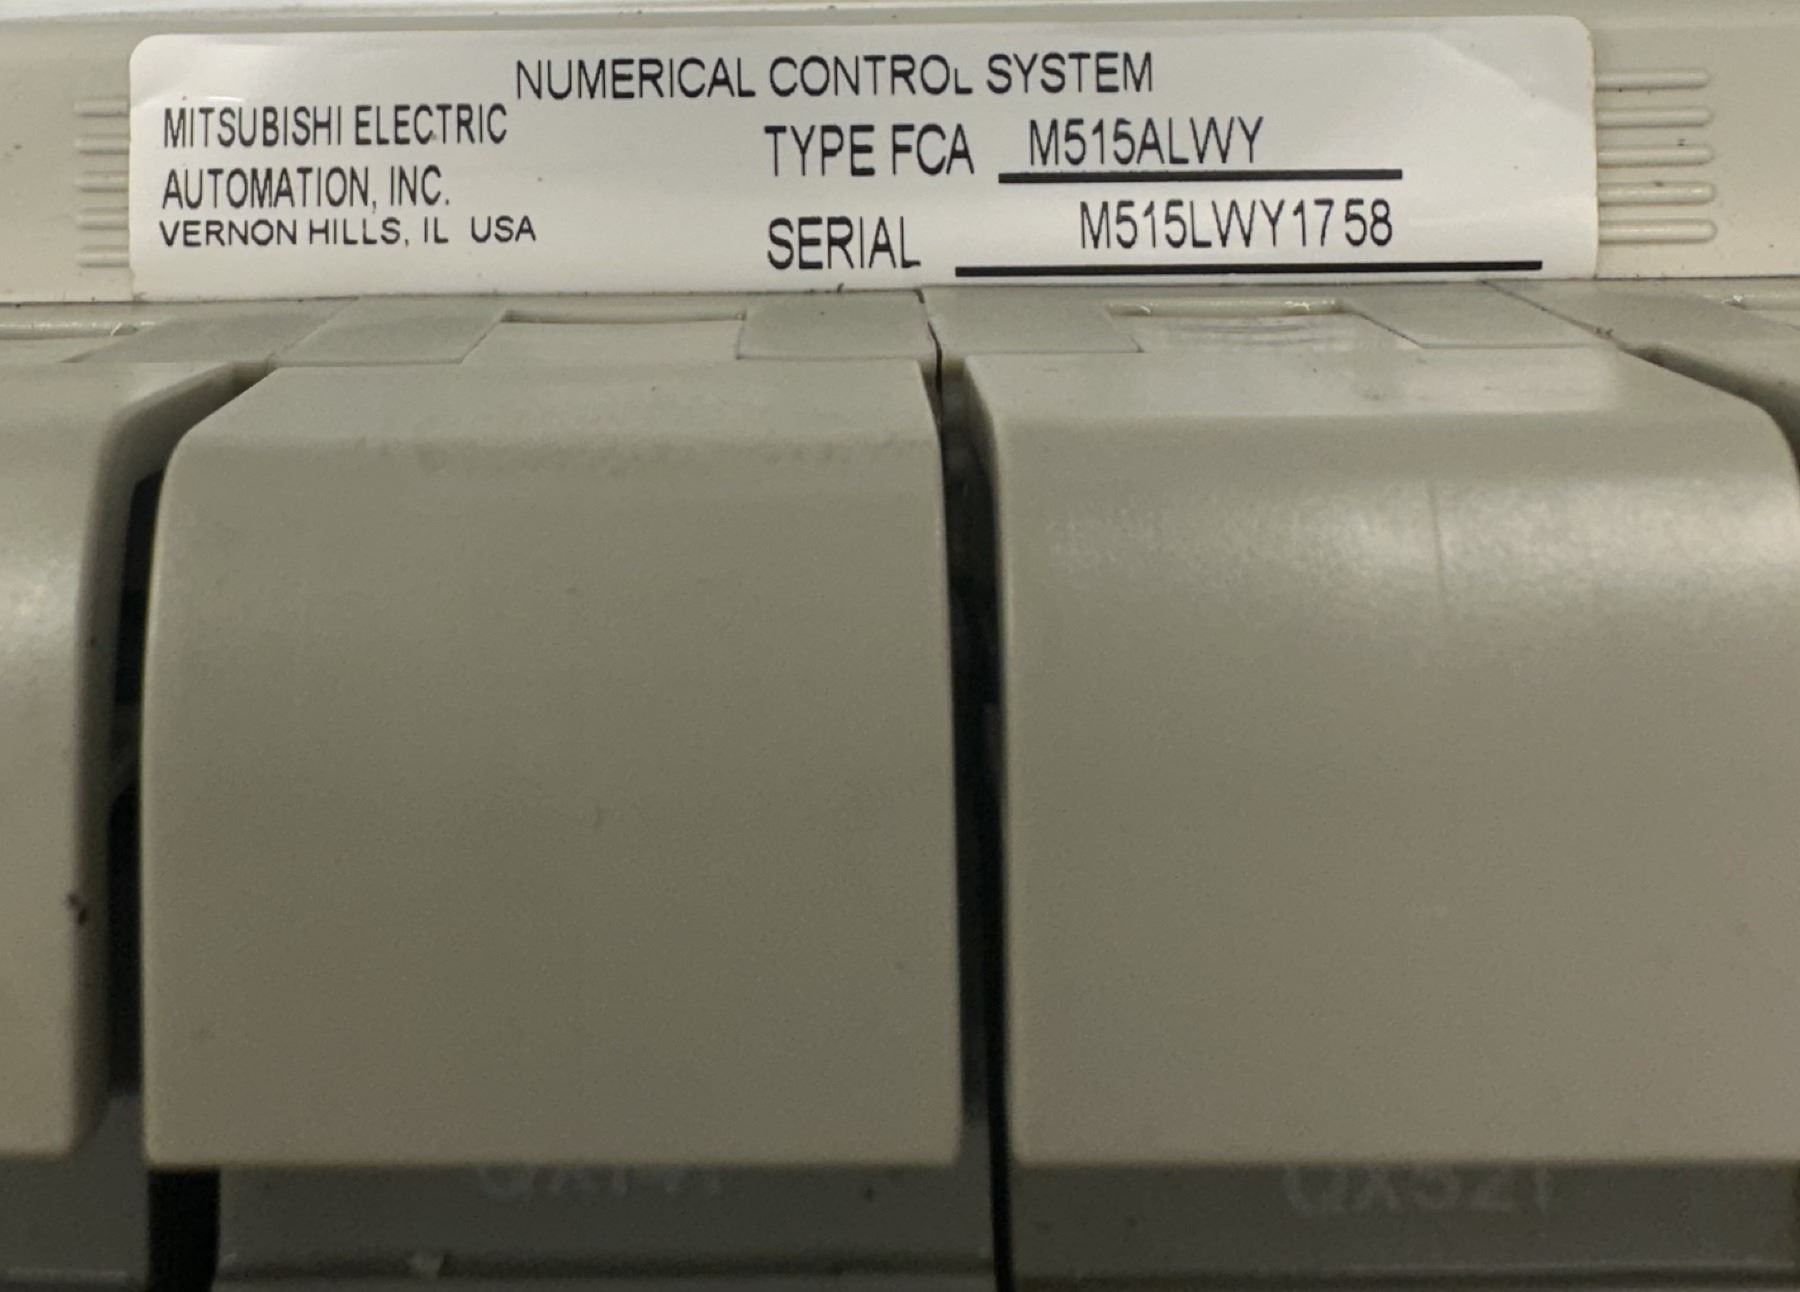 NUMERICAL CONTROL SYSTEM
MITSUBISHI ELECTRIC
AUTOMATION, INC.
VERNON HILLS, IL USA
TYPE FCA M515ALWY
SERIAL M515LWY1758